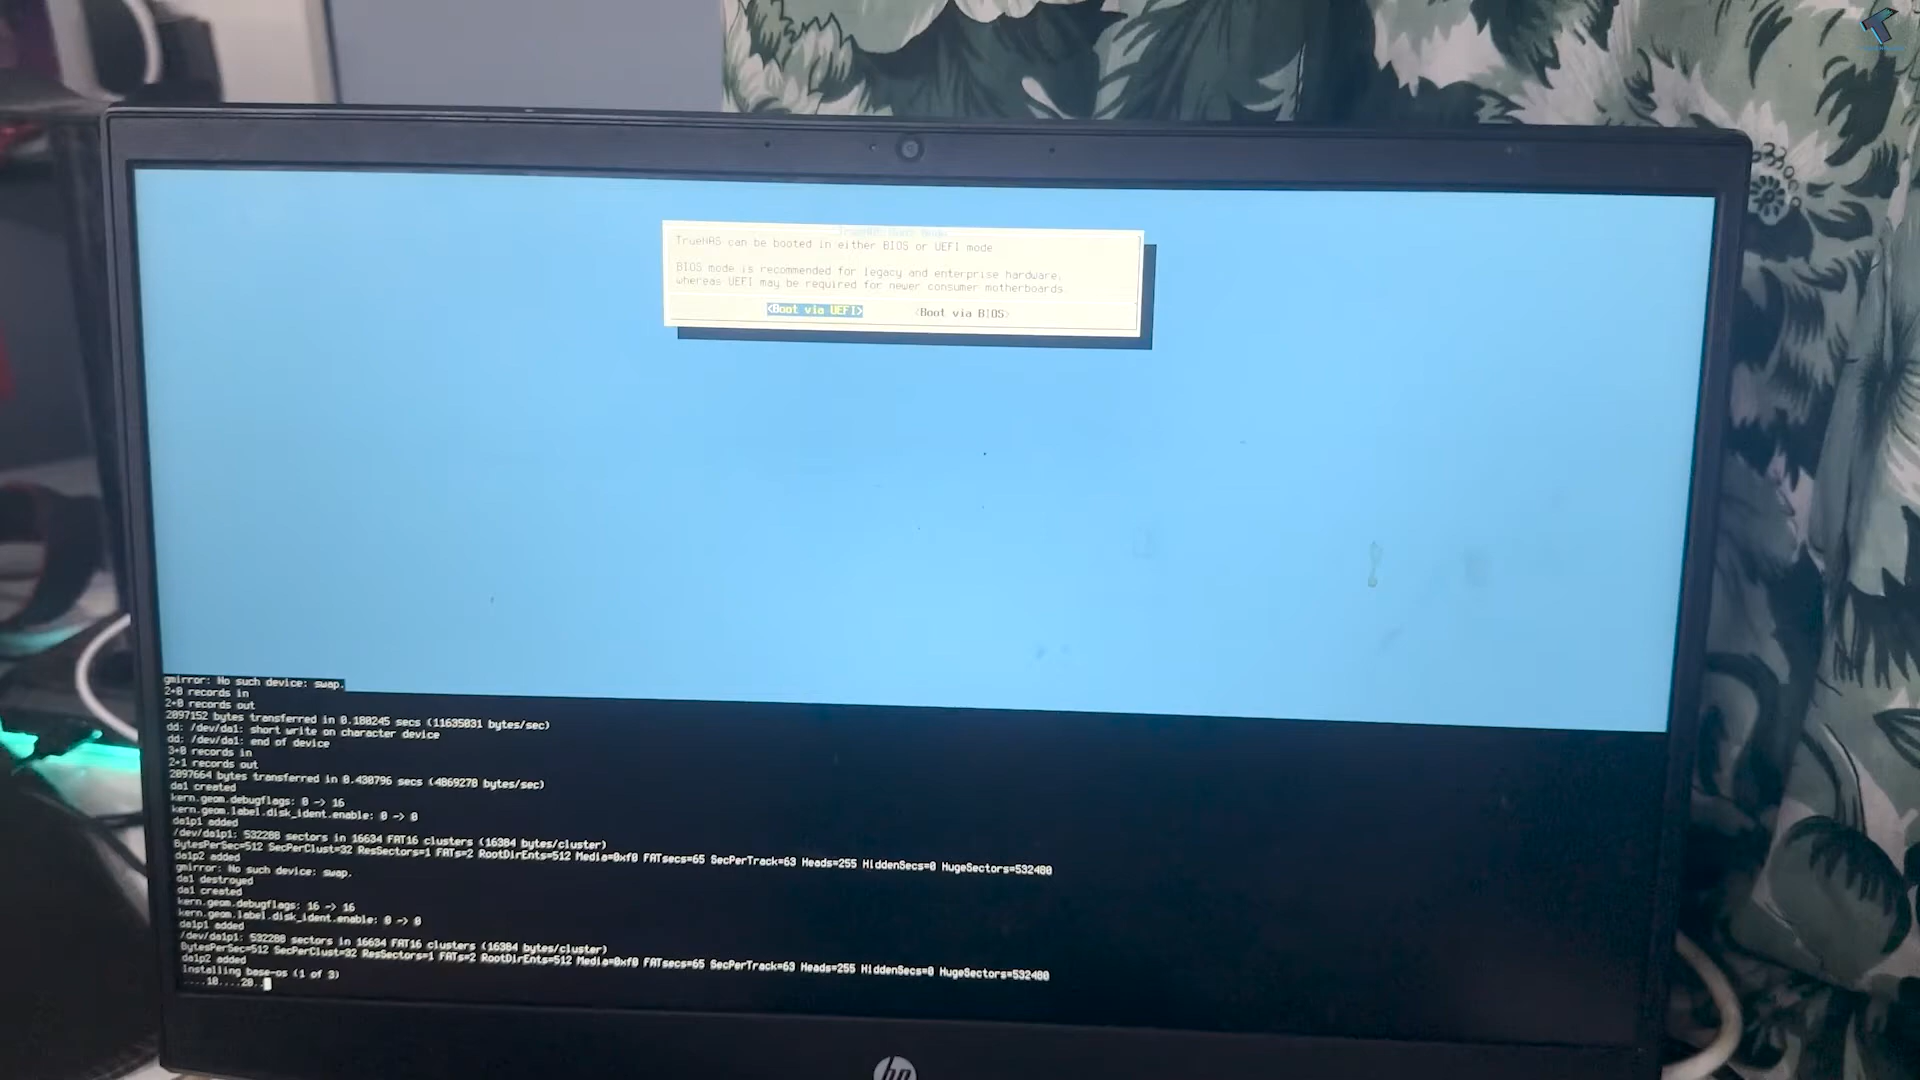 TrueNAS Boot Mode
TrueNAS can be booted in either BIOS or UEFI mode
BIOS mode is recommended for legacy and enterprise hardware,
whereas UEFI may be required for newer consumer motherboards.
<Boot via UEFI> <Boot via BIOS>
gmirror: No such device: swap.
2+0 records in
2+0 records out
2097152 bytes transferred in 0.180245 secs (11635031 bytes/sec)
dd: /dev/da1: short write on character device
dd: /dev/da1: end of device
3+0 records in
2+1 records out
2097664 bytes transferred in 0.430796 secs (4869270 bytes/sec)
da1 created
kern.geom.debugflags: 0 -> 16
kern.geom.label.disk_ident.enable: 0 -> 0
da1p1 added
/dev/da1p1: 532288 sectors in 16634 FAT16 clusters (16384 bytes/cluster)
BytesPerSec=512 SecPerClust=32 ResSectors=1 FATs=2 RootDirEnts=512 Media=0xf0 FATsecs=65 SecPerTrack=63 Heads=255 HiddenSecs=0 HugeSectors=532480
da1p2 added
gmirror: No such device: swap.
da1 destroyed
da1 created
kern.geom.debugflags: 16 -> 16
kern.geom.label.disk_ident.enable: 0 -> 0
da1p1 added
/dev/da1p1: 532288 sectors in 16634 FAT16 clusters (16384 bytes/cluster)
BytesPerSec=512 SecPerClust=32 ResSectors=1 FATs=2 RootDirEnts=512 Media=0xf0 FATsecs=65 SecPerTrack=63 Heads=255 HiddenSecs=0 HugeSectors=532480
da1p2 added
Installing base-os (1 of 3)
....10....20..
hp